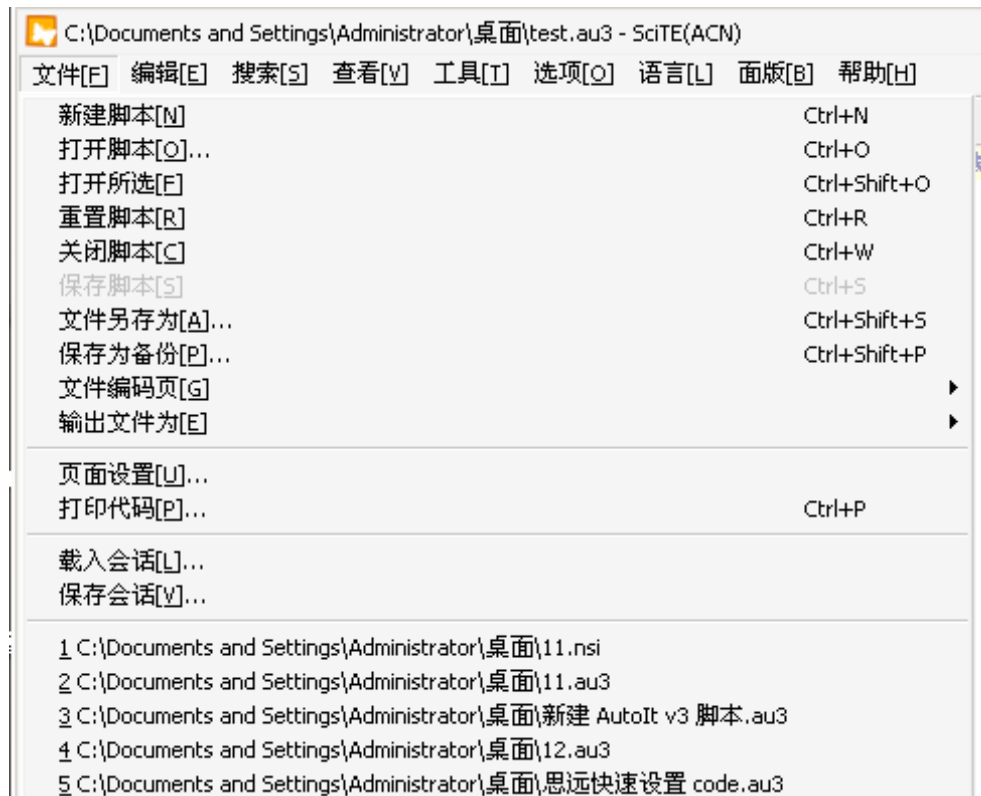 C:\Documents and Settings\Administrator\桌面\test.au3 - SciTE(ACN)
文件[F] 编辑[E] 搜索[S] 查看[V] 工具[T] 选项[O] 语言[L] 面版[B] 帮助[H]
新建脚本[N] Ctrl+N
打开脚本[O]... Ctrl+O
打开所选[F] Ctrl+Shift+O
重置脚本[R] Ctrl+R
关闭脚本[C] Ctrl+W
保存脚本[S] Ctrl+S
文件另存为[A]... Ctrl+Shift+S
保存为备份[P]... Ctrl+Shift+P
文件编码页[G]
输出文件为[E]
页面设置[U]...
打印代码[P]... Ctrl+P
载入会话[L]...
保存会话[V]...
1 C:\Documents and Settings\Administrator\桌面\11.nsi
2 C:\Documents and Settings\Administrator\桌面\11.au3
3 C:\Documents and Settings\Administrator\桌面\新建 AutoIt v3 脚本.au3
4 C:\Documents and Settings\Administrator\桌面\12.au3
5 C:\Documents and Settings\Administrator\桌面\思远快速设置 code.au3